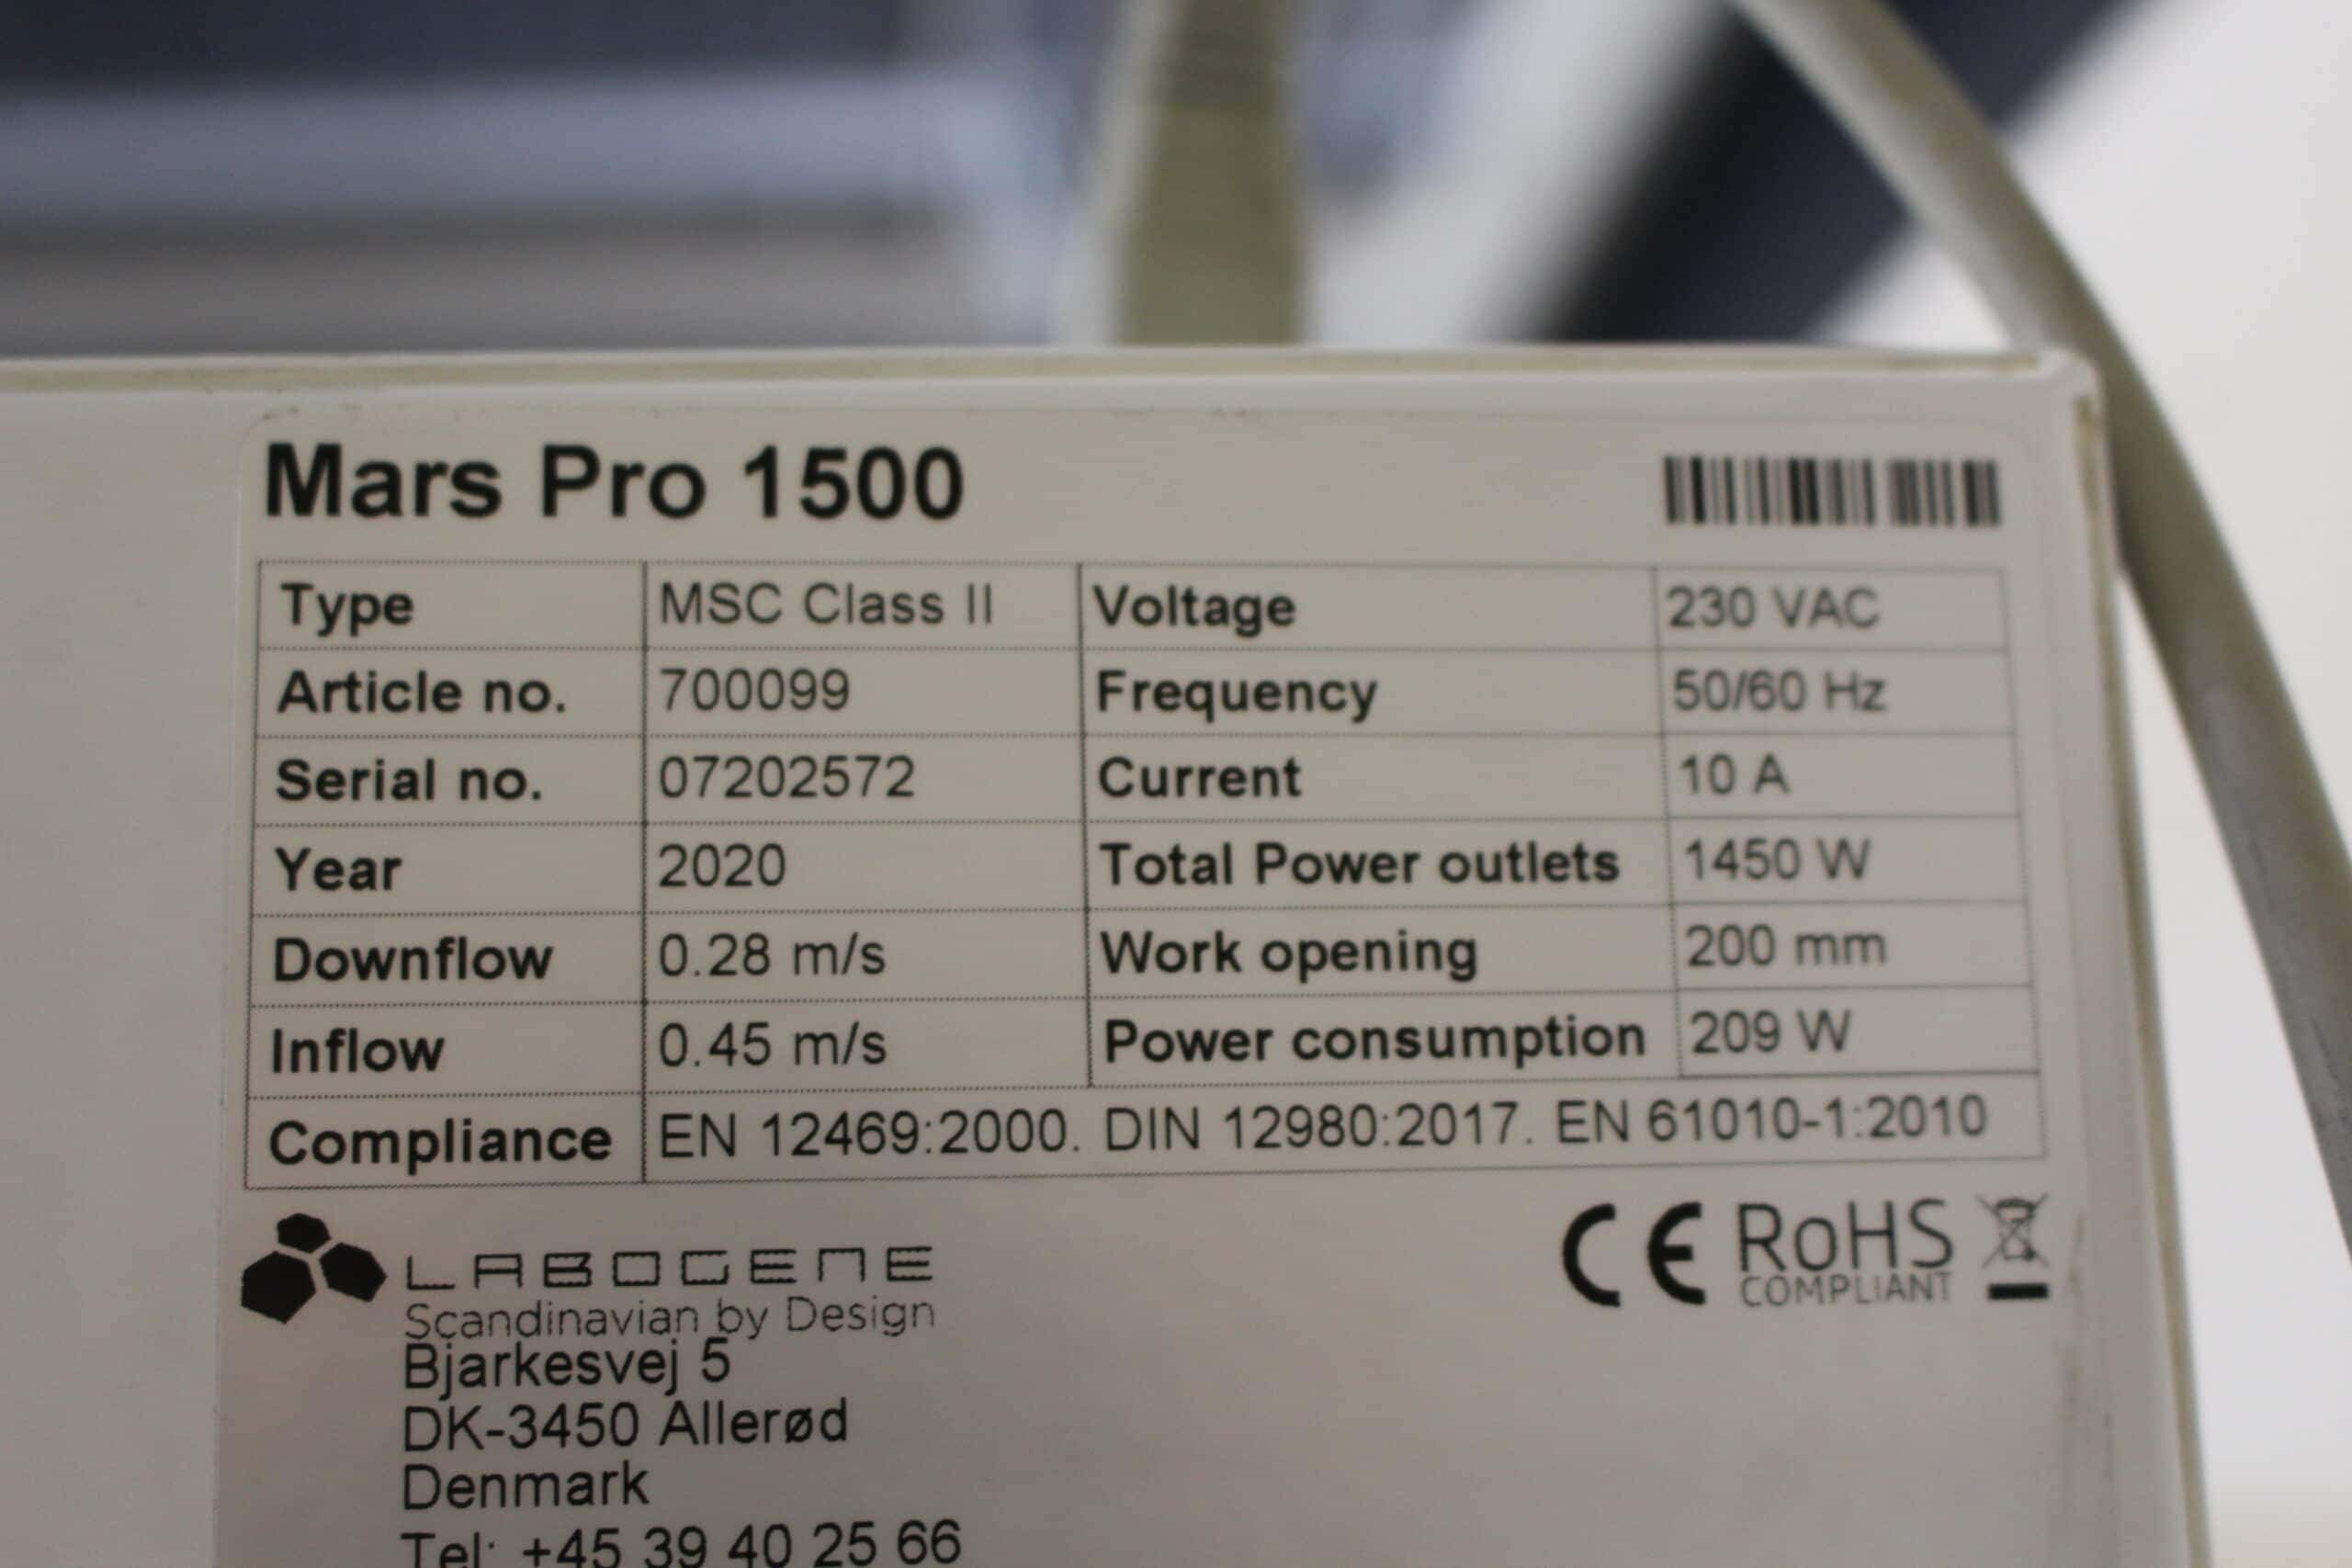 Mars Pro 1500
Type MSC Class II Voltage 230 VAC
Article no. 700099 Frequency 50/60 Hz
Serial no. 07202572 Current 10 A
Year 2020 Total Power outlets 1450 W
Downflow 0.28 m/s Work opening 200 mm
Inflow 0.45 m/s Power consumption 209 W
Compliance EN 12469:2000. DIN 12980:2017. EN 61010-1:2010
LABOGENE
Scandinavian by Design
CE RoHS
COMPLIANT
Bjarkesvej 5
DK-3450 Allerød
Denmark
Tel: +45 39 40 25 66